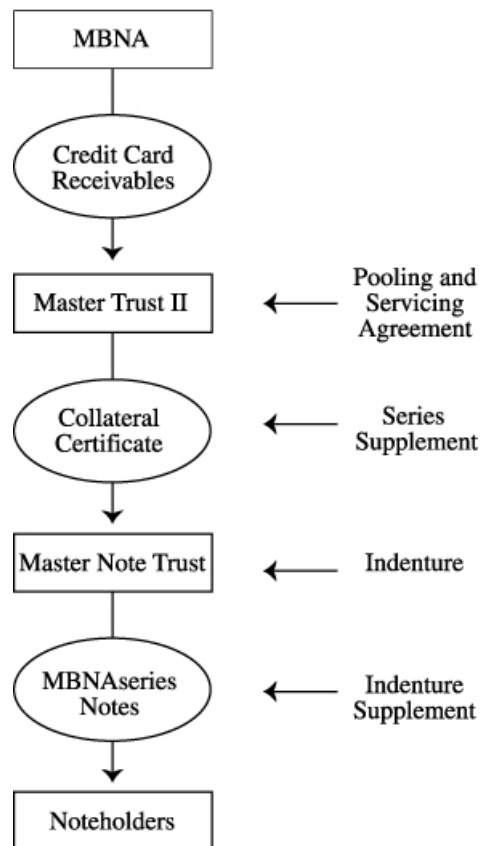 MBNA
Credit Card
Receivables
Master Trust II
Pooling and
Servicing
Agreement
Collateral
Certificate
Series
Supplement
Master Note Trust
Indenture
MBNAseries
Notes
Indenture
Supplement
Noteholders